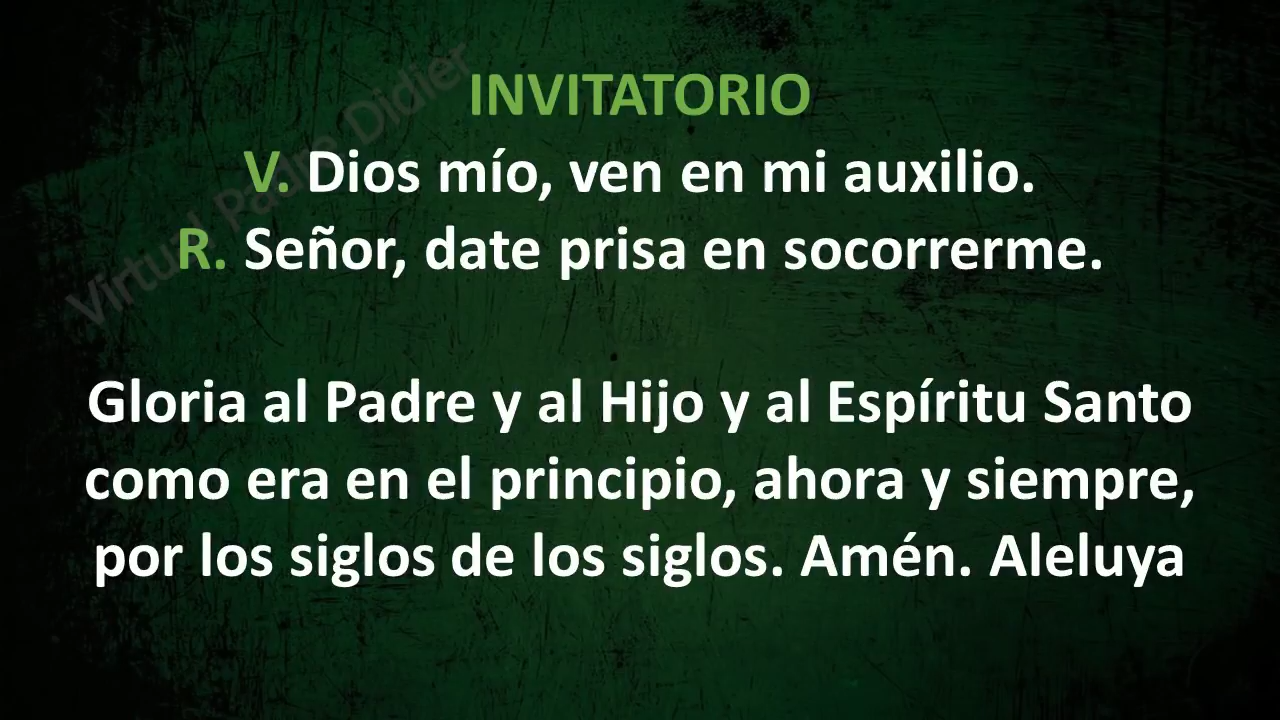 INVITATORIO
V. Dios mío, ven en mi auxilio.
R. Señor, date prisa en socorrerme.
Gloria al Padre y al Hijo y al Espíritu Santo
como era en el principio, ahora y siempre,
por los siglos de los siglos. Amén. Aleluya
Didier